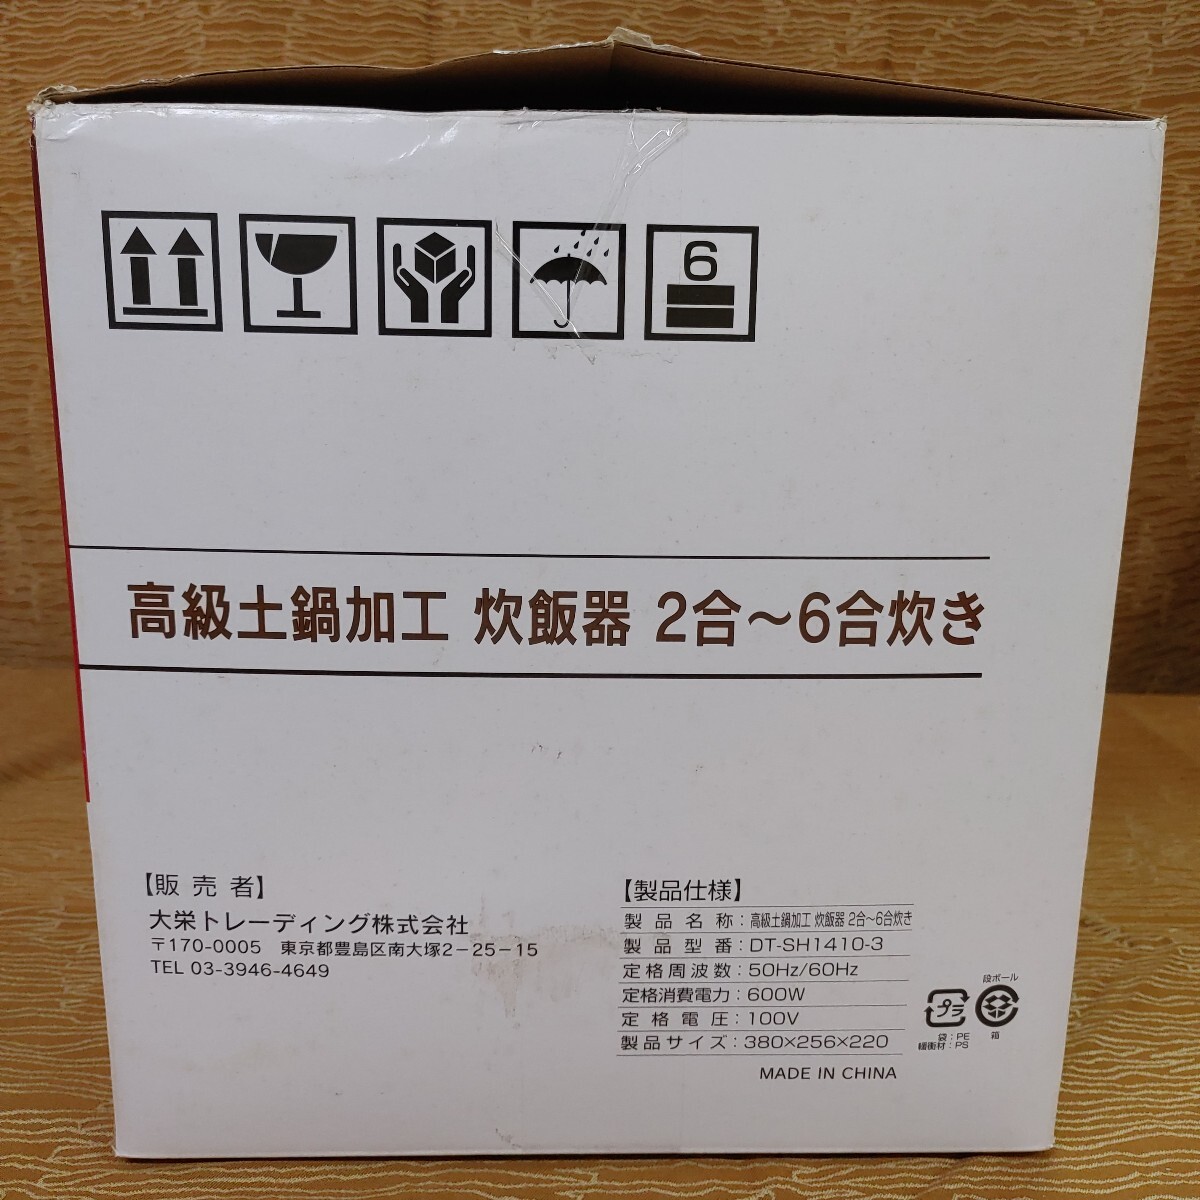 6
高級土鍋加工 炊飯器 2合～6合炊き
【販 売 者】
大栄トレーディング株式会社
〒170-0005 東京都豊島区南大塚2－25－15
TEL 03-3946-4649
【製品仕様】
製 品 名 称：高級土鍋加工 炊飯器 2合～6合炊き
製 品 型 番：DT-SH1410-3
定格周波数：50Hz/60Hz
定格消費電力：600W
定 格 電 圧：100V
製品サイズ：380×256×220
MADE IN CHINA
プラ
袋：PE
緩衝材：PS
段ボール
箱